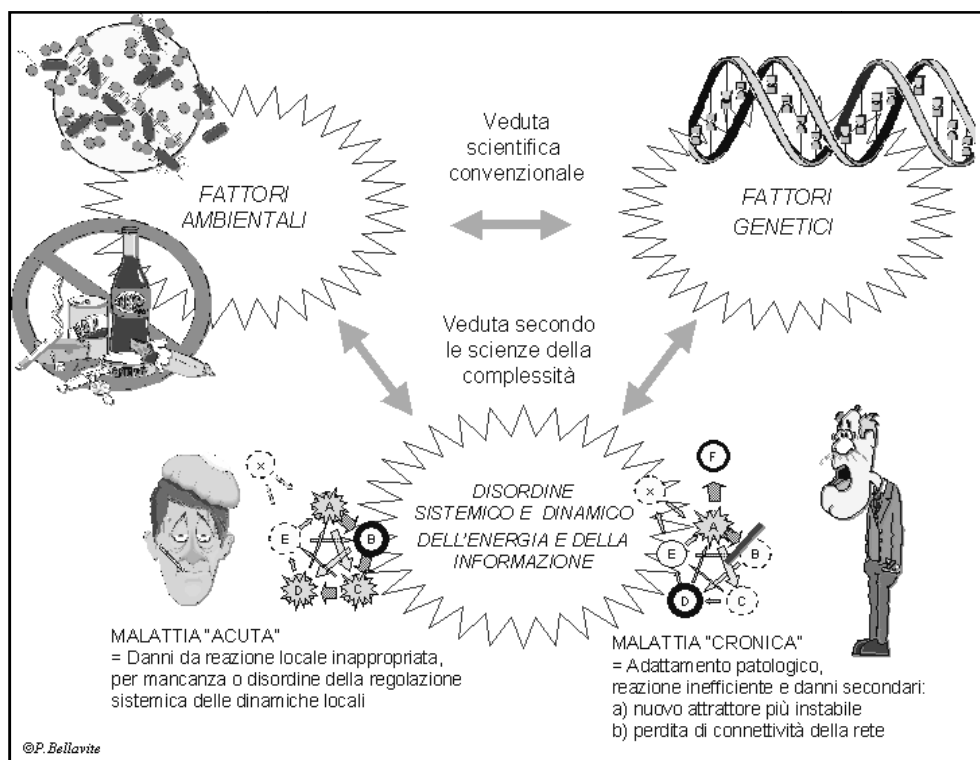 Veduta
scientifica
convenzionale
FATTORI
AMBIENTALI
FATTORI
GENETICI
Veduta secondo
le scienze della
complessità
DISORDINE
SISTEMICO E DINAMICO
DELL'ENERGIA E DELLA
INFORMAZIONE
x
A
B
E
D
C
F
x
A
E
B
D
C
MALATTIA "ACUTA"
= Danni da reazione locale inappropriata,
per mancanza o disordine della regolazione
sistemica delle dinamiche locali
MALATTIA "CRONICA"
= Adattamento patologico,
reazione inefficiente e danni secondari:
a) nuovo attrattore più instabile
b) perdita di connettività della rete
©P. Bellavite